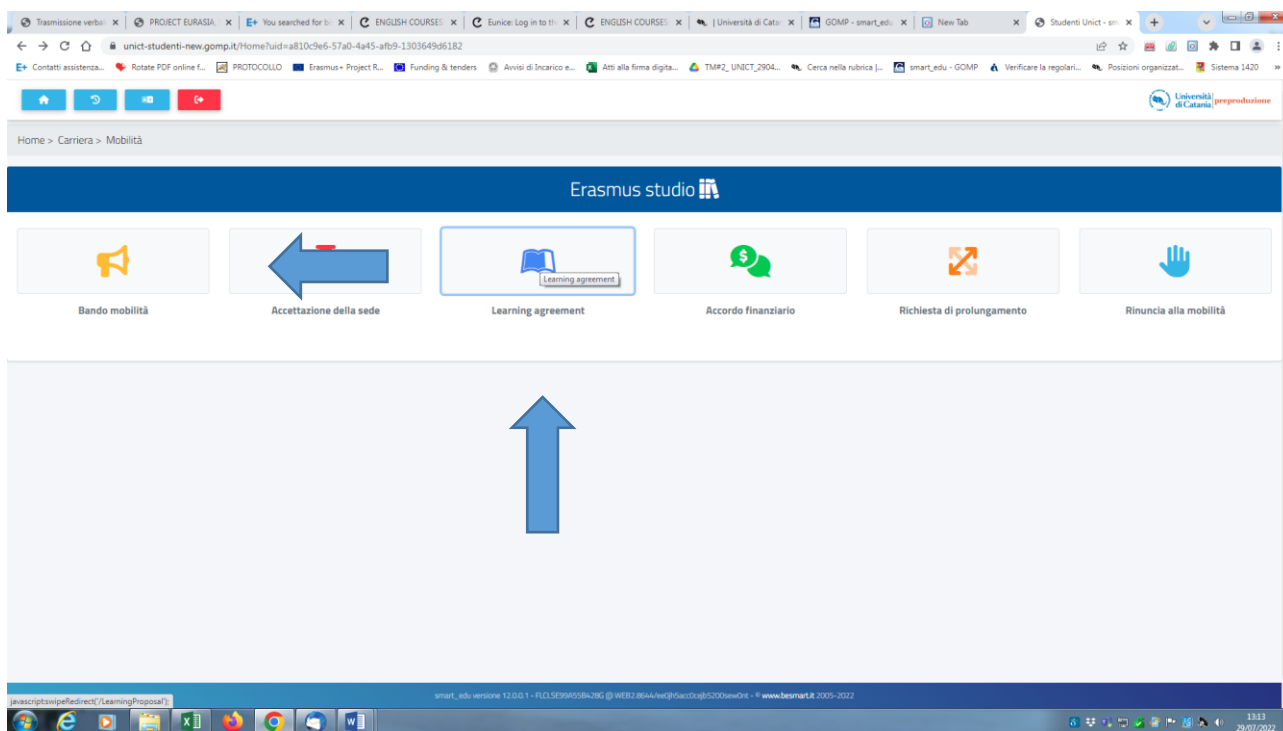 Trasmissione verbal
PROJECT EURASIA,
E+ You searched for b
ENGLISH COURSES
Eunice: Log in to th
ENGLISH COURSES
| Università di Catan
GOMP - smart_edu
New Tab
Studenti Unict - sm
unict-studenti-new.gomp.it/Home?uid=a810c9e6-57a0-4a45-afb9-1303649d6182
E+ Contatti assistenza...
Rotate PDF online f...
PROTOCOLLO
Erasmus+ Project R...
Funding & tenders
Avvisi di Incarico e...
Atti alla firma digita...
TM#2_UNICT_2904...
Cerca nella rubrica |...
smart_edu - GOMP
Verificare la regolari...
Posizioni organizzat...
Sistema 1420
»
Università di Catania
preproduzione
Home > Carriera > Mobilità
Erasmus studio
Learning agreement
Bando mobilità
Accettazione della sede
Learning agreement
Accordo finanziario
Richiesta di prolungamento
Rinuncia alla mobilità
smart_edu versione 12.0.0.1
© www.besmart.it 2005-2022
javascript:swipeRedirect('/LearningProposal');
13:13
29/07/2022